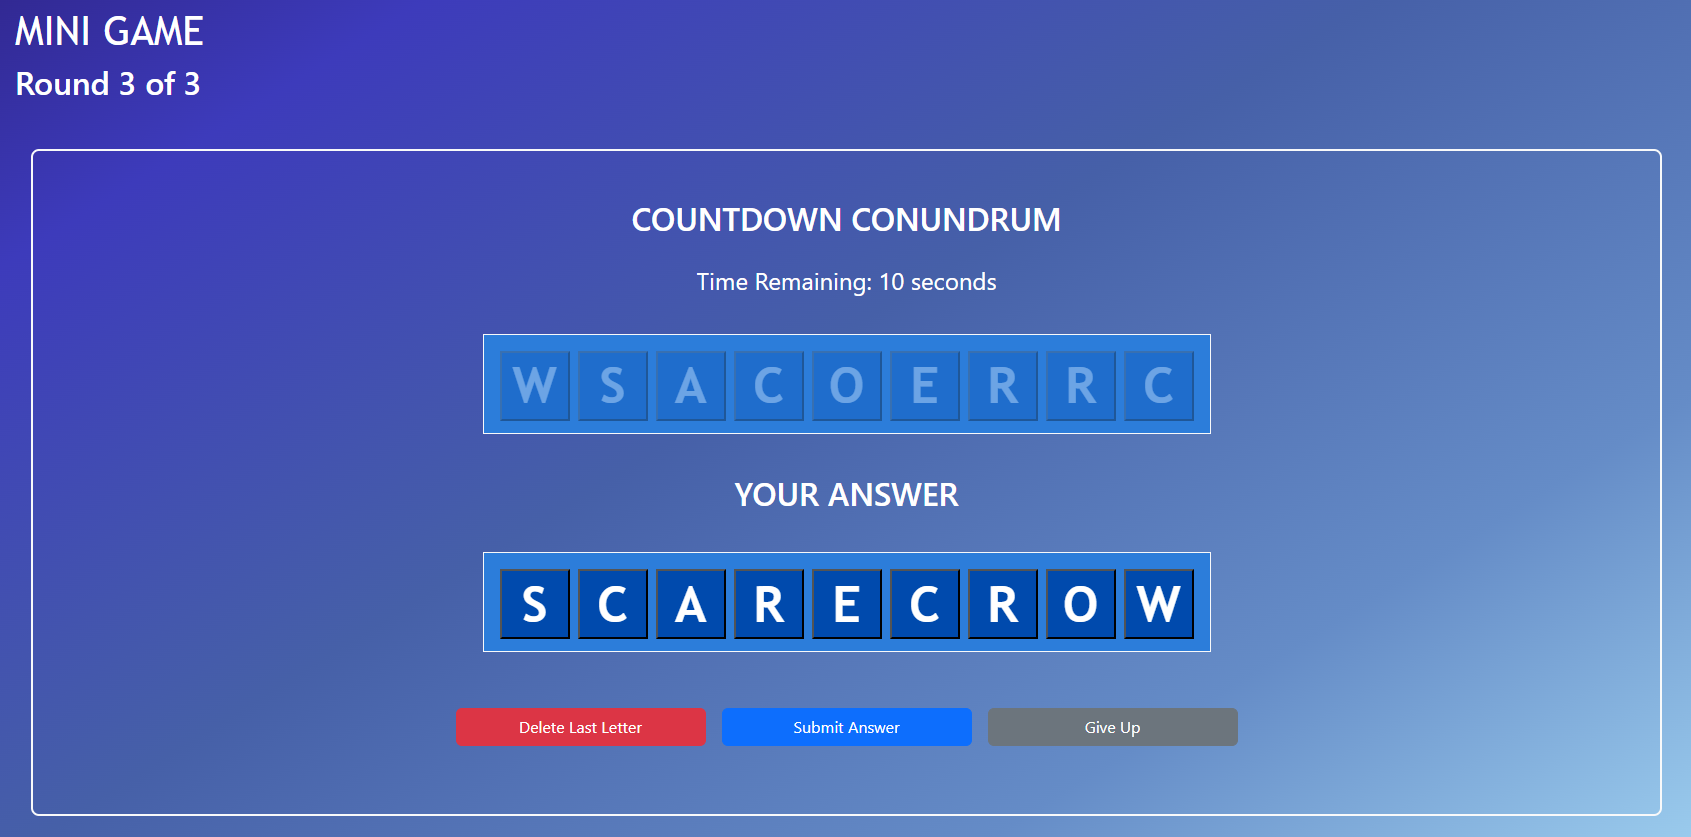 MINI GAME
Round 3 of 3
COUNTDOWN CONUNDRUM
Time Remaining: 10 seconds
W S A C O E R R C
YOUR ANSWER
S C A R E C R O W
Delete Last Letter Submit Answer Give Up